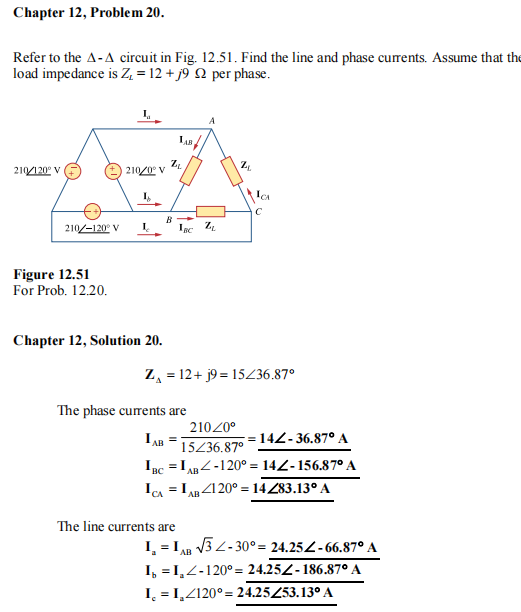 Chapter 12, Problem 20.
Refer to the Δ-Δ circuit in Fig. 12.51. Find the line and phase currents. Assume that the
load impedance is Z_L = 12 + j9 Ω per phase.
I_a
A
I_AB
210∠120° V
210∠0° V
Z_L
Z_L
I_b
I_CA
B
C
210∠–120° V
I_c
I_BC
Z_L
Figure 12.51
For Prob. 12.20.
Chapter 12, Solution 20.
Z_Δ = 12 + j9 = 15∠36.87°
The phase currents are
I_AB = 210∠0° / 15∠36.87° = 14∠-36.87° A
I_BC = I_AB∠-120° = 14∠-156.87° A
I_CA = I_AB∠120° = 14∠83.13° A
The line currents are
I_a = I_AB √3∠-30° = 24.25∠-66.87° A
I_b = I_a∠-120° = 24.25∠-186.87° A
I_c = I_a∠120° = 24.25∠53.13° A